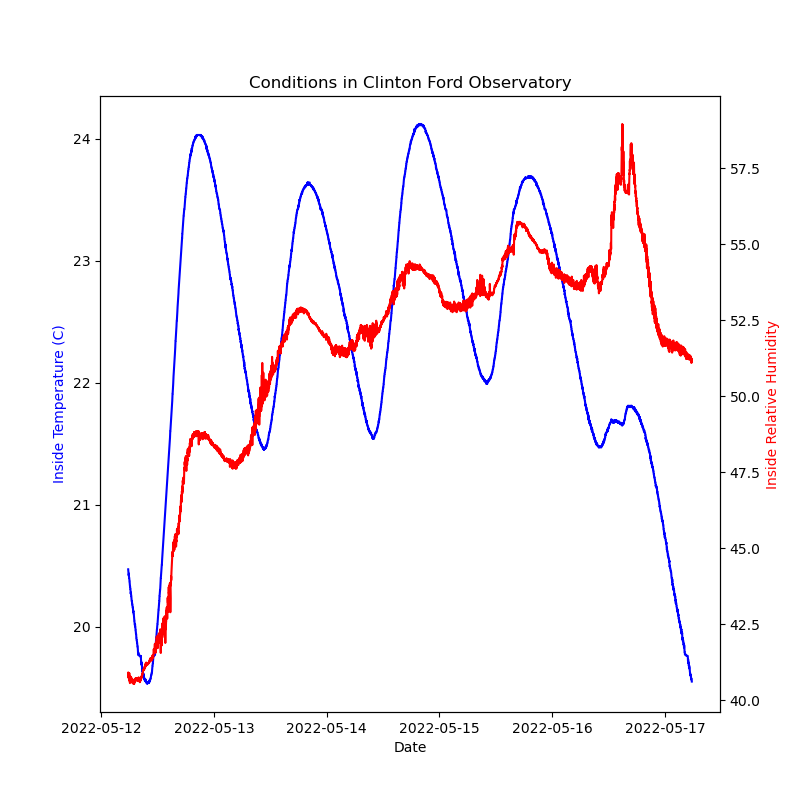 Conditions in Clinton Ford Observatory
24
23
22
21
20
Inside Temperature (C)
57.5
55.0
52.5
50.0
47.5
45.0
42.5
40.0
Inside Relative Humidity
2022-05-12 2022-05-13 2022-05-14 2022-05-15 2022-05-16 2022-05-17
Date